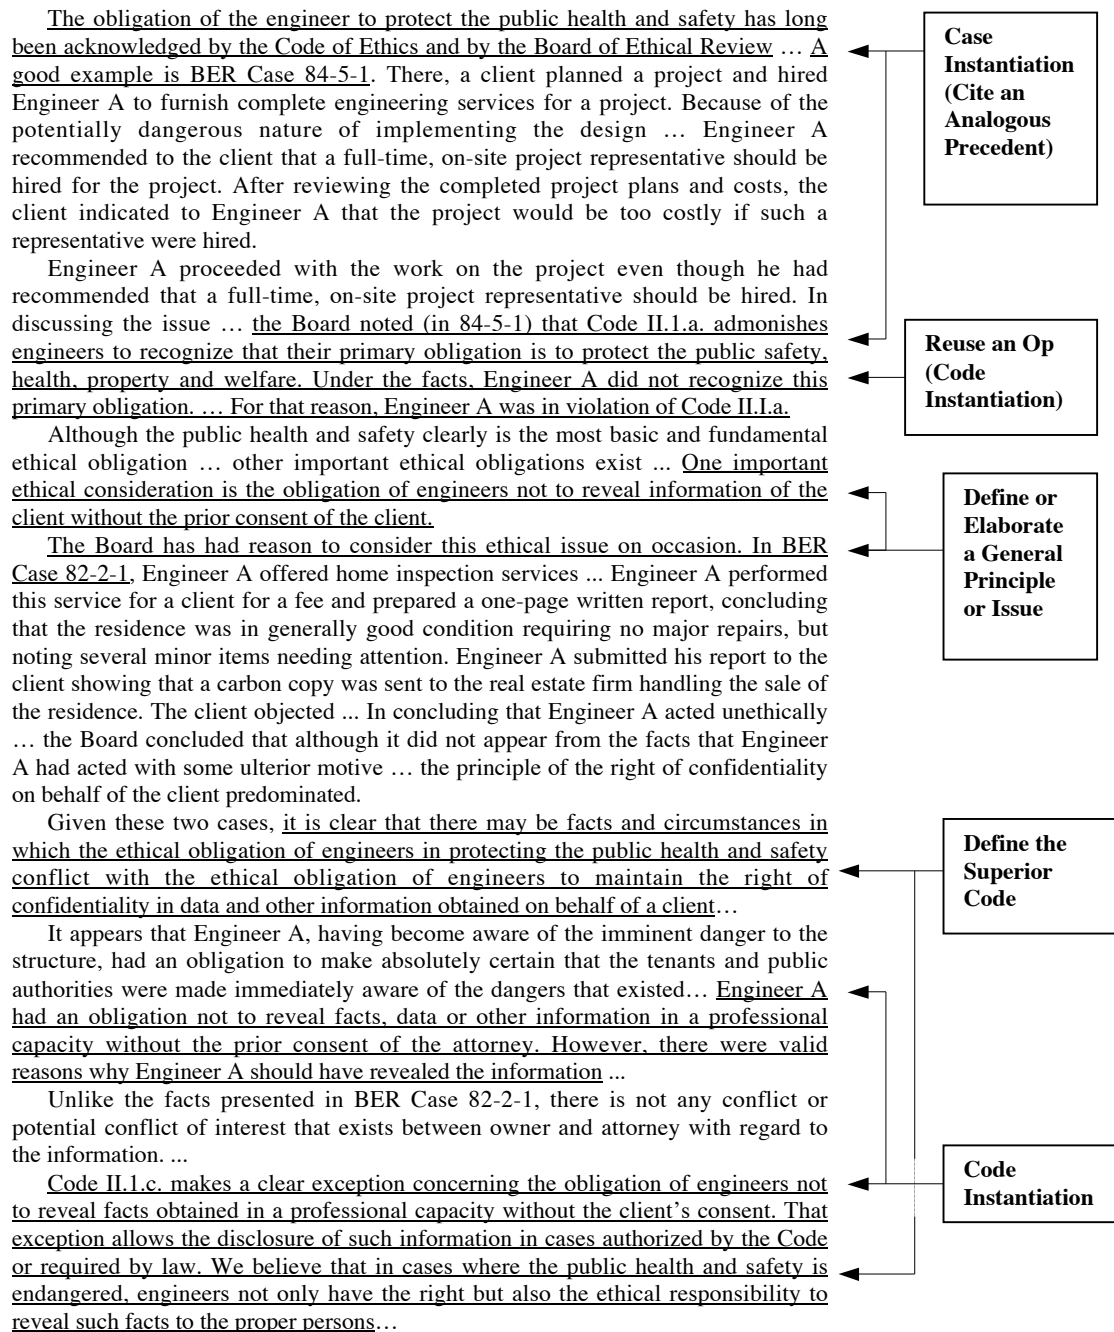 The obligation of the engineer to protect the public health and safety has long
been acknowledged by the Code of Ethics and by the Board of Ethical Review … A
good example is BER Case 84-5-1. There, a client planned a project and hired
Engineer A to furnish complete engineering services for a project. Because of the
potentially dangerous nature of implementing the design … Engineer A
recommended to the client that a full-time, on-site project representative should be
hired for the project. After reviewing the completed project plans and costs, the
client indicated to Engineer A that the project would be too costly if such a
representative were hired.
Engineer A proceeded with the work on the project even though he had
recommended that a full-time, on-site project representative should be hired. In
discussing the issue … the Board noted (in 84-5-1) that Code II.1.a. admonishes
engineers to recognize that their primary obligation is to protect the public safety,
health, property and welfare. Under the facts, Engineer A did not recognize this
primary obligation. … For that reason, Engineer A was in violation of Code II.I.a.
Although the public health and safety clearly is the most basic and fundamental
ethical obligation … other important ethical obligations exist ... One important
ethical consideration is the obligation of engineers not to reveal information of the
client without the prior consent of the client.
The Board has had reason to consider this ethical issue on occasion. In BER
Case 82-2-1, Engineer A offered home inspection services ... Engineer A performed
this service for a client for a fee and prepared a one-page written report, concluding
that the residence was in generally good condition requiring no major repairs, but
noting several minor items needing attention. Engineer A submitted his report to the
client showing that a carbon copy was sent to the real estate firm handling the sale of
the residence. The client objected ... In concluding that Engineer A acted unethically
… the Board concluded that although it did not appear from the facts that Engineer
A had acted with some ulterior motive … the principle of the right of confidentiality
on behalf of the client predominated.
Given these two cases, it is clear that there may be facts and circumstances in
which the ethical obligation of engineers in protecting the public health and safety
conflict with the ethical obligation of engineers to maintain the right of
confidentiality in data and other information obtained on behalf of a client…
It appears that Engineer A, having become aware of the imminent danger to the
structure, had an obligation to make absolutely certain that the tenants and public
authorities were made immediately aware of the dangers that existed… Engineer A
had an obligation not to reveal facts, data or other information in a professional
capacity without the prior consent of the attorney. However, there were valid
reasons why Engineer A should have revealed the information ...
Unlike the facts presented in BER Case 82-2-1, there is not any conflict or
potential conflict of interest that exists between owner and attorney with regard to
the information. ...
Code II.1.c. makes a clear exception concerning the obligation of engineers not
to reveal facts obtained in a professional capacity without the client’s consent. That
exception allows the disclosure of such information in cases authorized by the Code
or required by law. We believe that in cases where the public health and safety is
endangered, engineers not only have the right but also the ethical responsibility to
reveal such facts to the proper persons…
Case
Instantiation
(Cite an
Analogous
Precedent)
Reuse an Op
(Code
Instantiation)
Define or
Elaborate
a General
Principle
or Issue
Define the
Superior
Code
Code
Instantiation